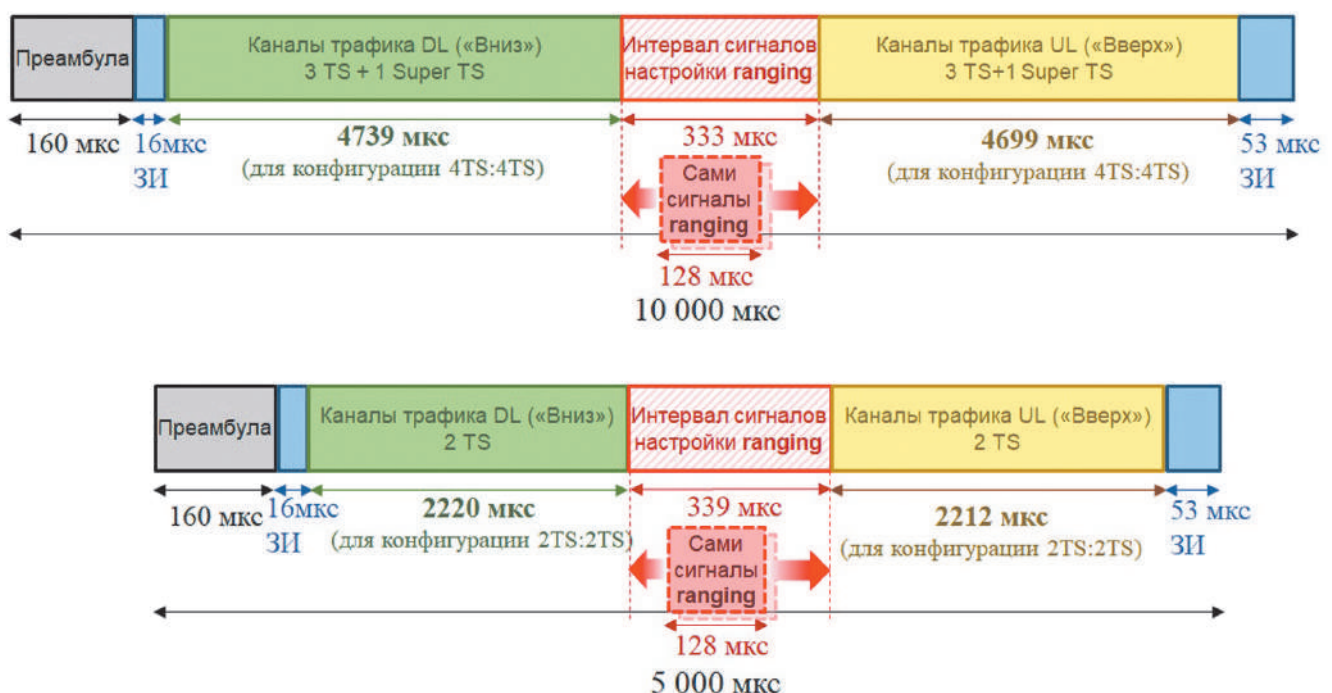 Преамбула
Каналы трафика DL («Вниз»)
3 TS + 1 Super TS
Интервал сигналов
настройки ranging
Каналы трафика UL («Вверх»)
3 TS+1 Super TS
160 мкс
16мкс
ЗИ
4739 мкс
(для конфигурации 4TS:4TS)
333 мкс
4699 мкс
(для конфигурации 4TS:4TS)
53 мкс
ЗИ
Сами
сигналы
ranging
128 мкс
10 000 мкс
Преамбула
Каналы трафика DL («Вниз»)
2 TS
Интервал сигналов
настройки ranging
Каналы трафика UL («Вверх»)
2 TS
160 мкс
16мкс
ЗИ
2220 мкс
(для конфигурации 2TS:2TS)
339 мкс
2212 мкс
(для конфигурации 2TS:2TS)
53 мкс
ЗИ
Сами
сигналы
ranging
128 мкс
5 000 мкс